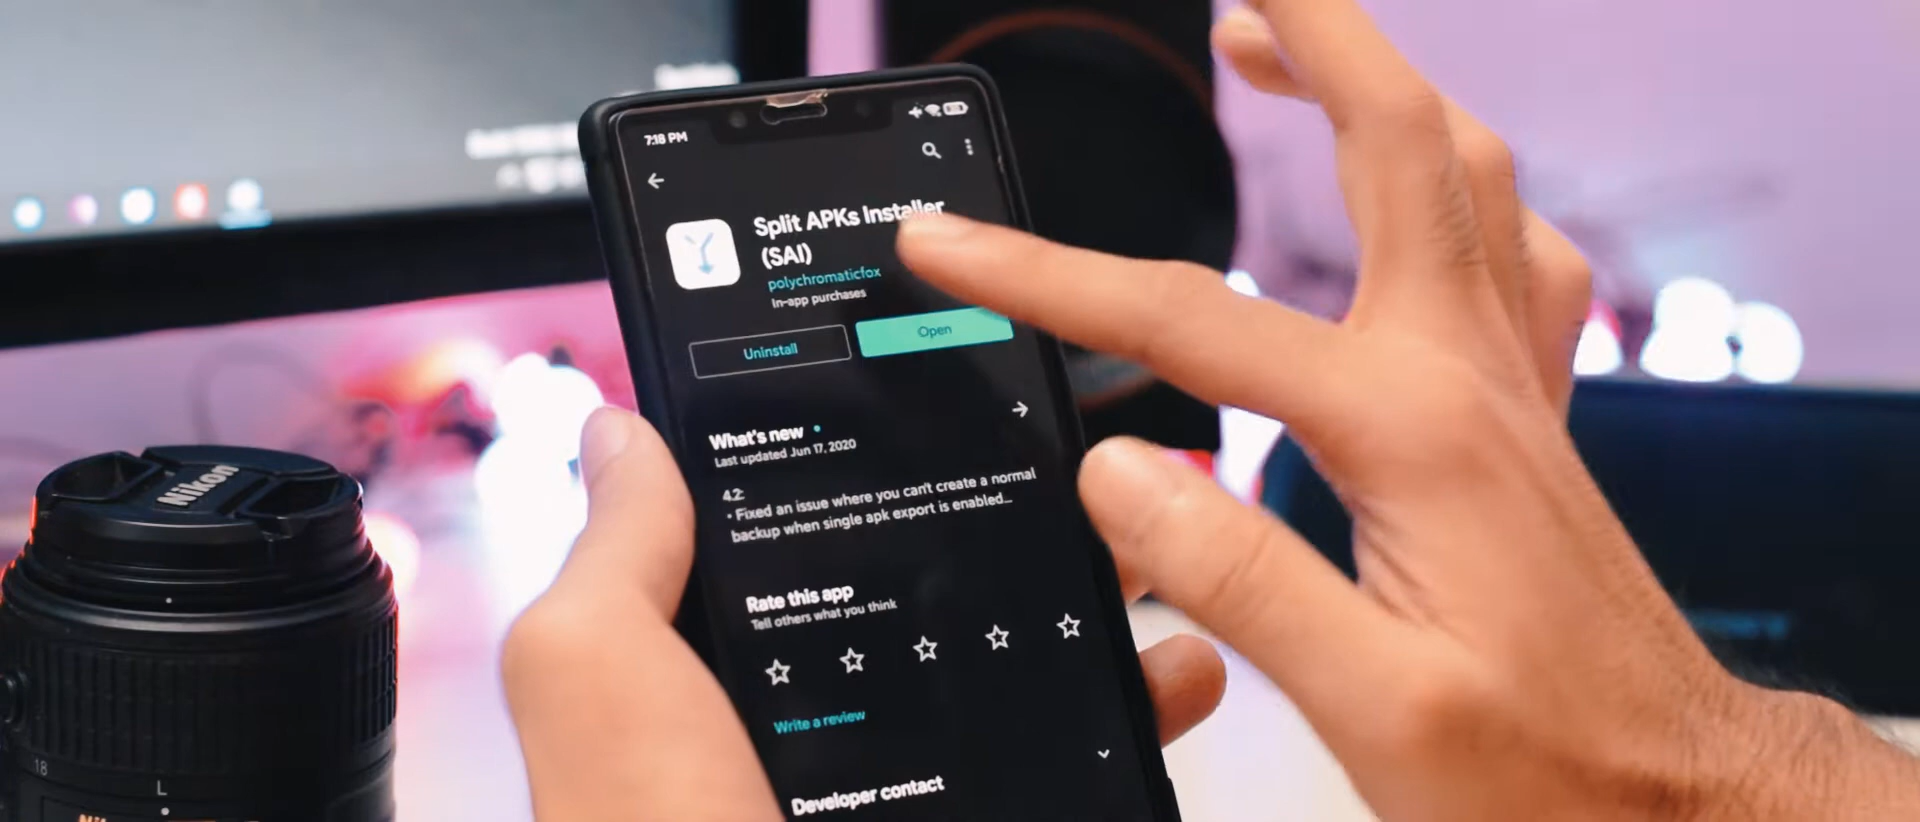 7:18 PM
Split APKs Installer
(SAI)
polychromaticfox
In-app purchases
Uninstall
Open
What's new
Last updated Jun 17, 2020
4.2:
• Fixed an issue where you can't create a normal
backup when single apk export is enabled...
Rate this app
Tell others what you think
Write a review
Developer contact
Nikon
18
L